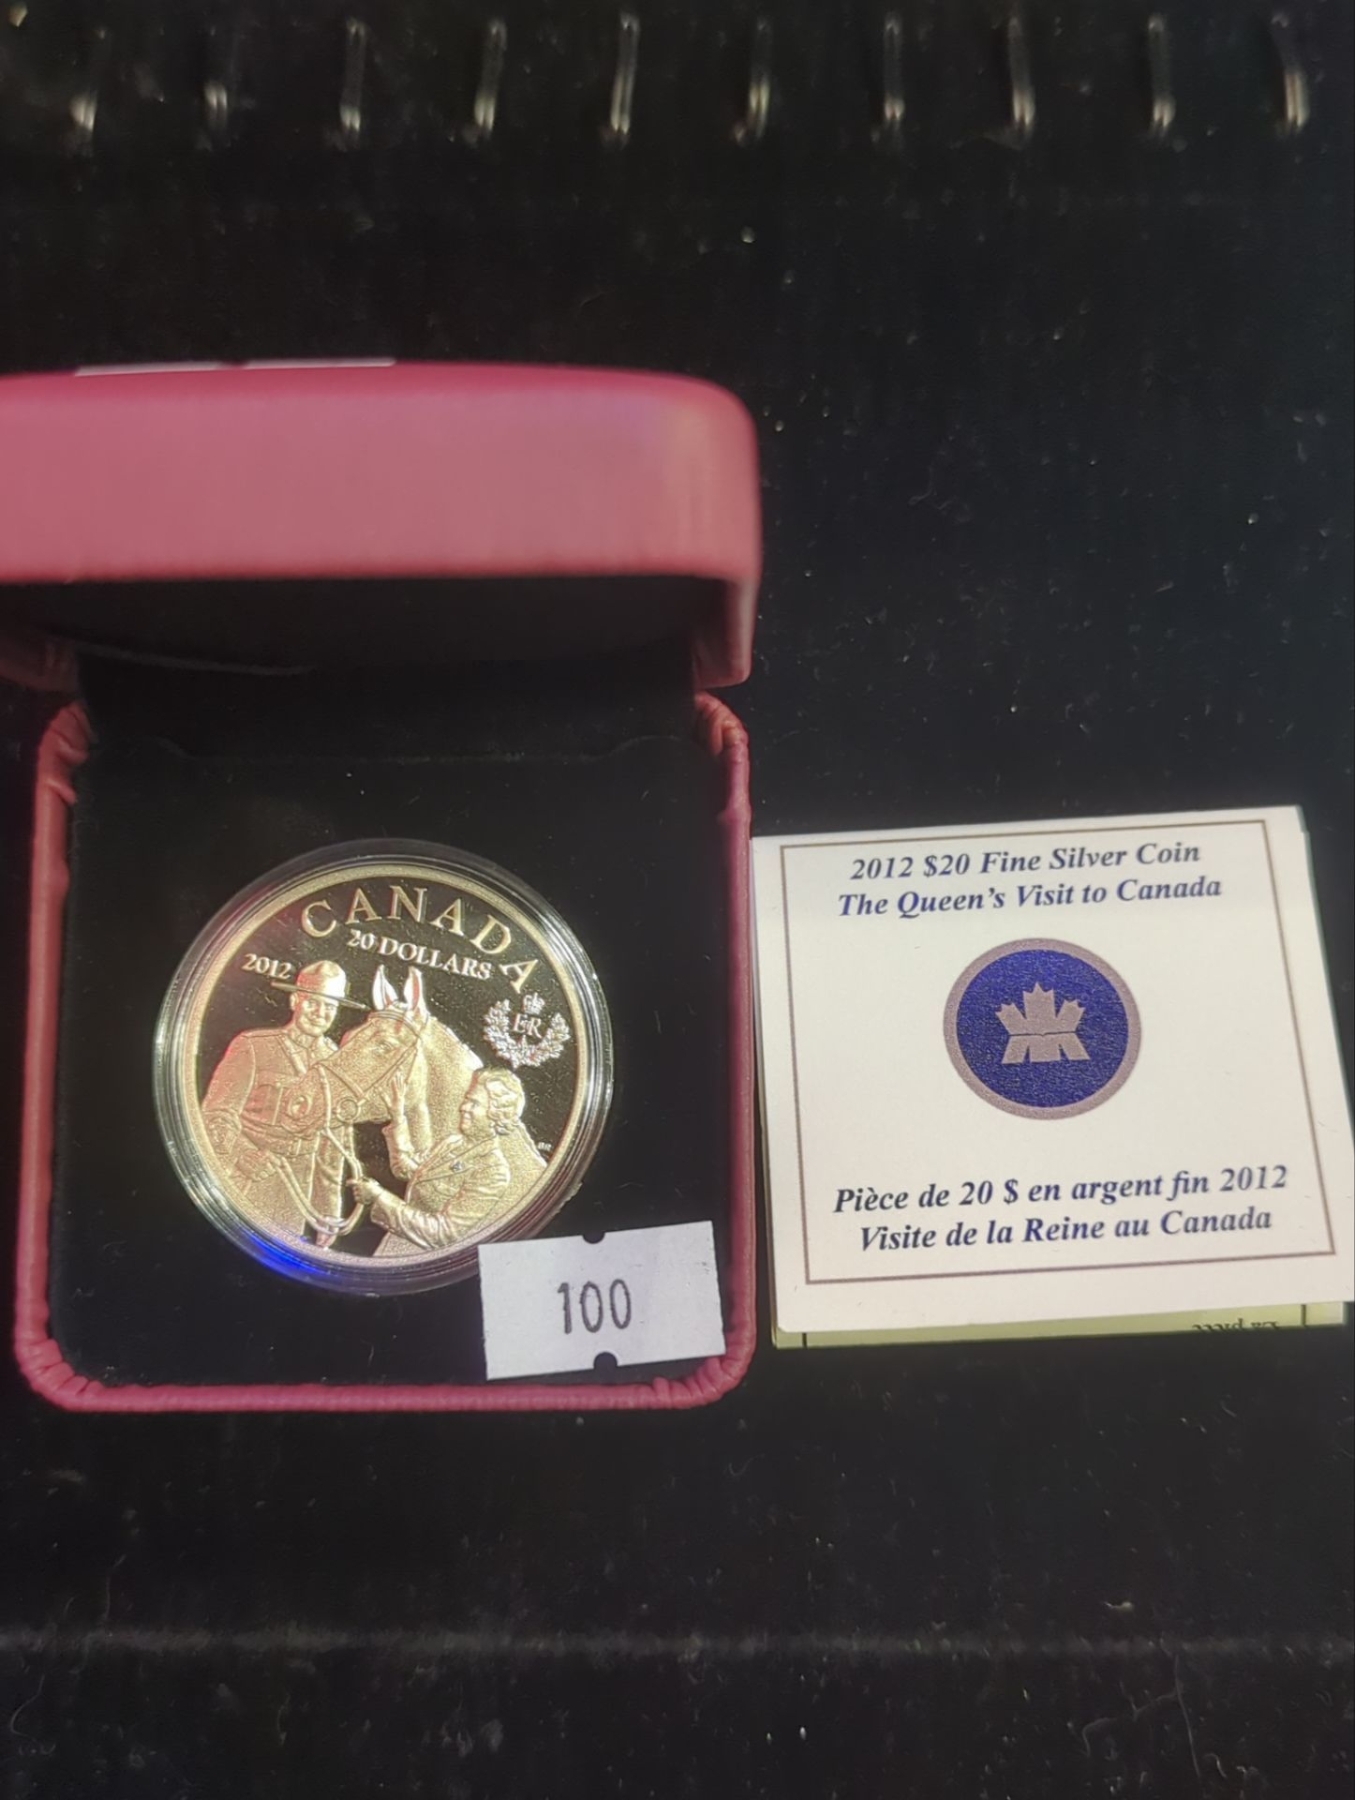 CANADA
20 DOLLARS
2012
ER
100
2012 $20 Fine Silver Coin
The Queen's Visit to Canada
Pièce de 20 $ en argent fin 2012
Visite de la Reine au Canada